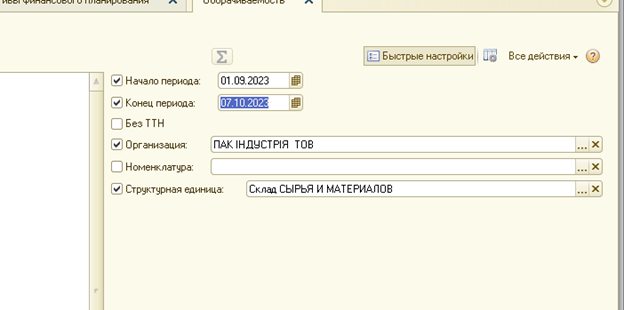 финансового планирования
Оборачиваемость
Σ Быстрые настройки Все действия ?
Начало периода: 01.09.2023
Конец периода: 07.10.2023
Без ТТН
Организация: ПАК ІНДУСТРІЯ ТОВ ...
Номенклатура: ...
Структурная единица: Склад СЫРЬЯ И МАТЕРИАЛОВ ...